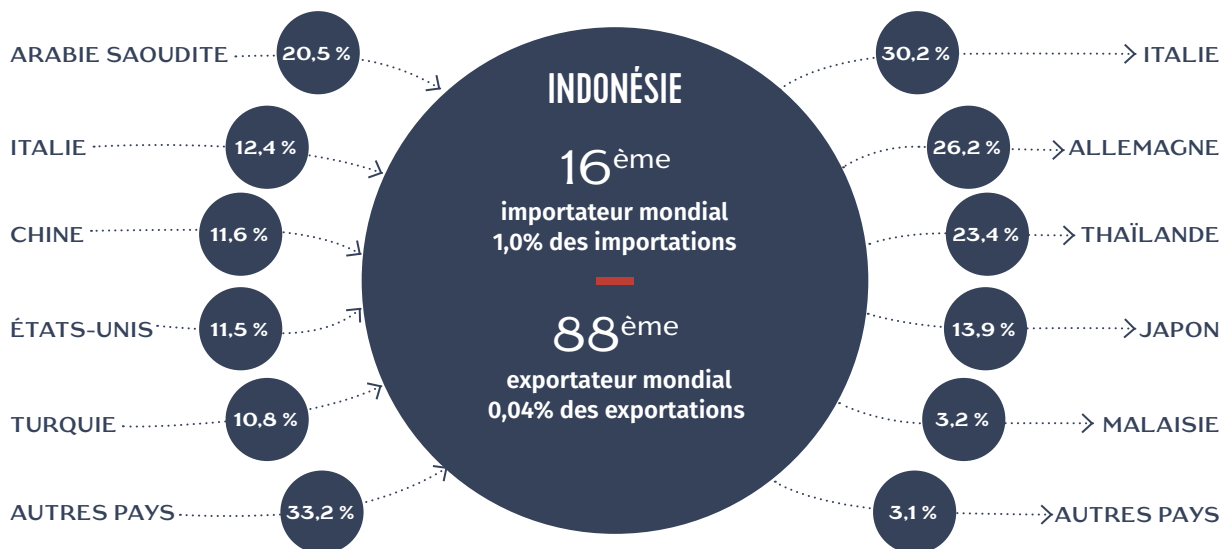 ARABIE SAOUDITE
20,5 %
ITALIE
12,4 %
CHINE
11,6 %
ÉTATS-UNIS
11,5 %
TURQUIE
10,8 %
AUTRES PAYS
33,2 %
INDONÉSIE
16ème
importateur mondial
1,0% des importations
88ème
exportateur mondial
0,04% des exportations
30,2 %
ITALIE
26,2 %
ALLEMAGNE
23,4 %
THAÏLANDE
13,9 %
JAPON
3,2 %
MALAISIE
3,1 %
AUTRES PAYS